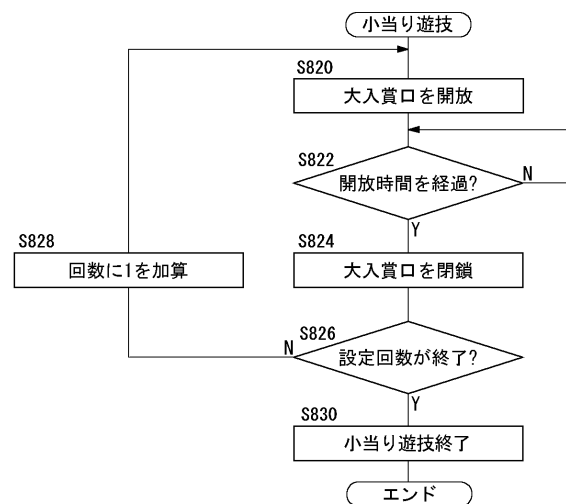 小当り遊技
S820
大入賞口を開放
S822
開放時間を経過?
N
Y
S824
大入賞口を閉鎖
S828
回数に1を加算
S826
設定回数が終了?
N
Y
S830
小当り遊技終了
エンド